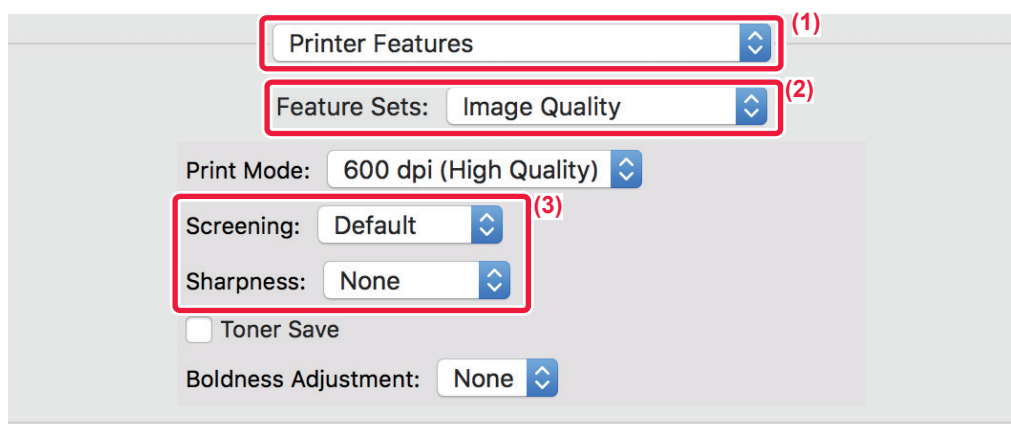 Printer Features (1)
Feature Sets: Image Quality (2)
Print Mode: 600 dpi (High Quality)
Screening: Default (3)
Sharpness: None
Toner Save
Boldness Adjustment: None